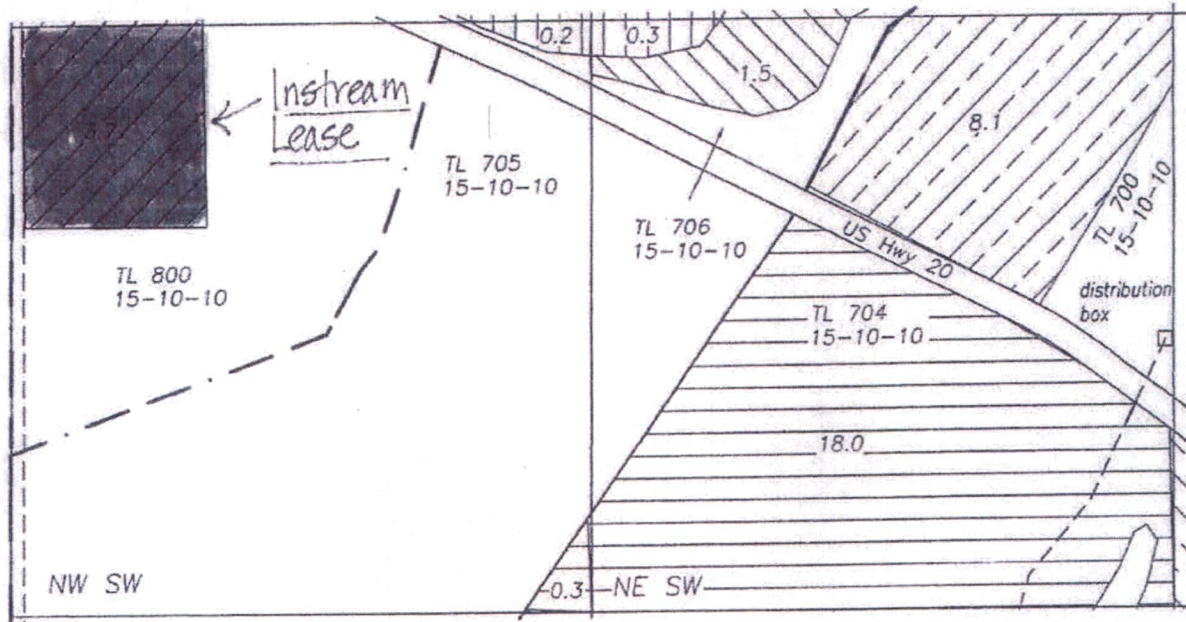 0.2
0.3
1.5
8.1
Instream
Lease
3.7
TL 705
15-10-10
TL 706
15-10-10
US Hwy 20
TL 700
15-10-10
TL 800
15-10-10
distribution
box
TL 704
15-10-10
18.0
NW SW
0.3
NE SW